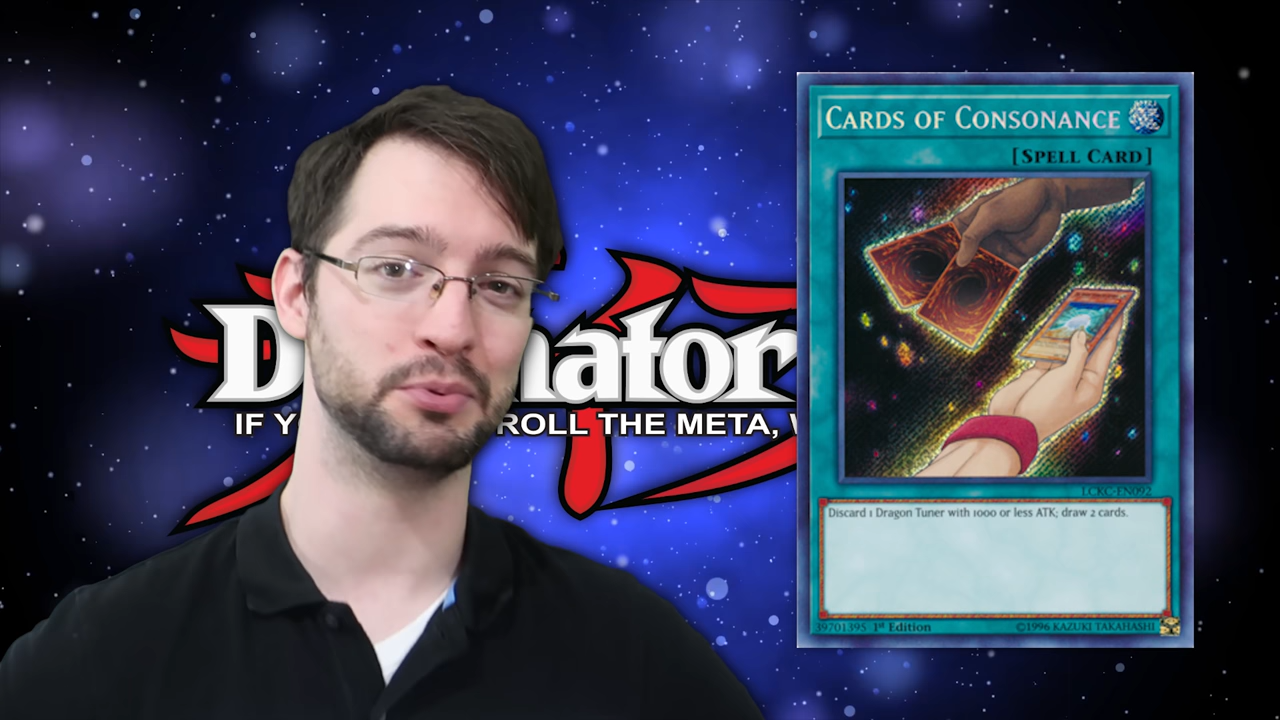 CARDS OF CONSONANCE
[SPELL CARD]
ROLL THE META,
LCKC-EN092
Discard 1 Dragon Tuner with 1000 or less ATK; draw 2 cards.
39701395 1st Edition
©1996 KAZUKI TAKAHASHI